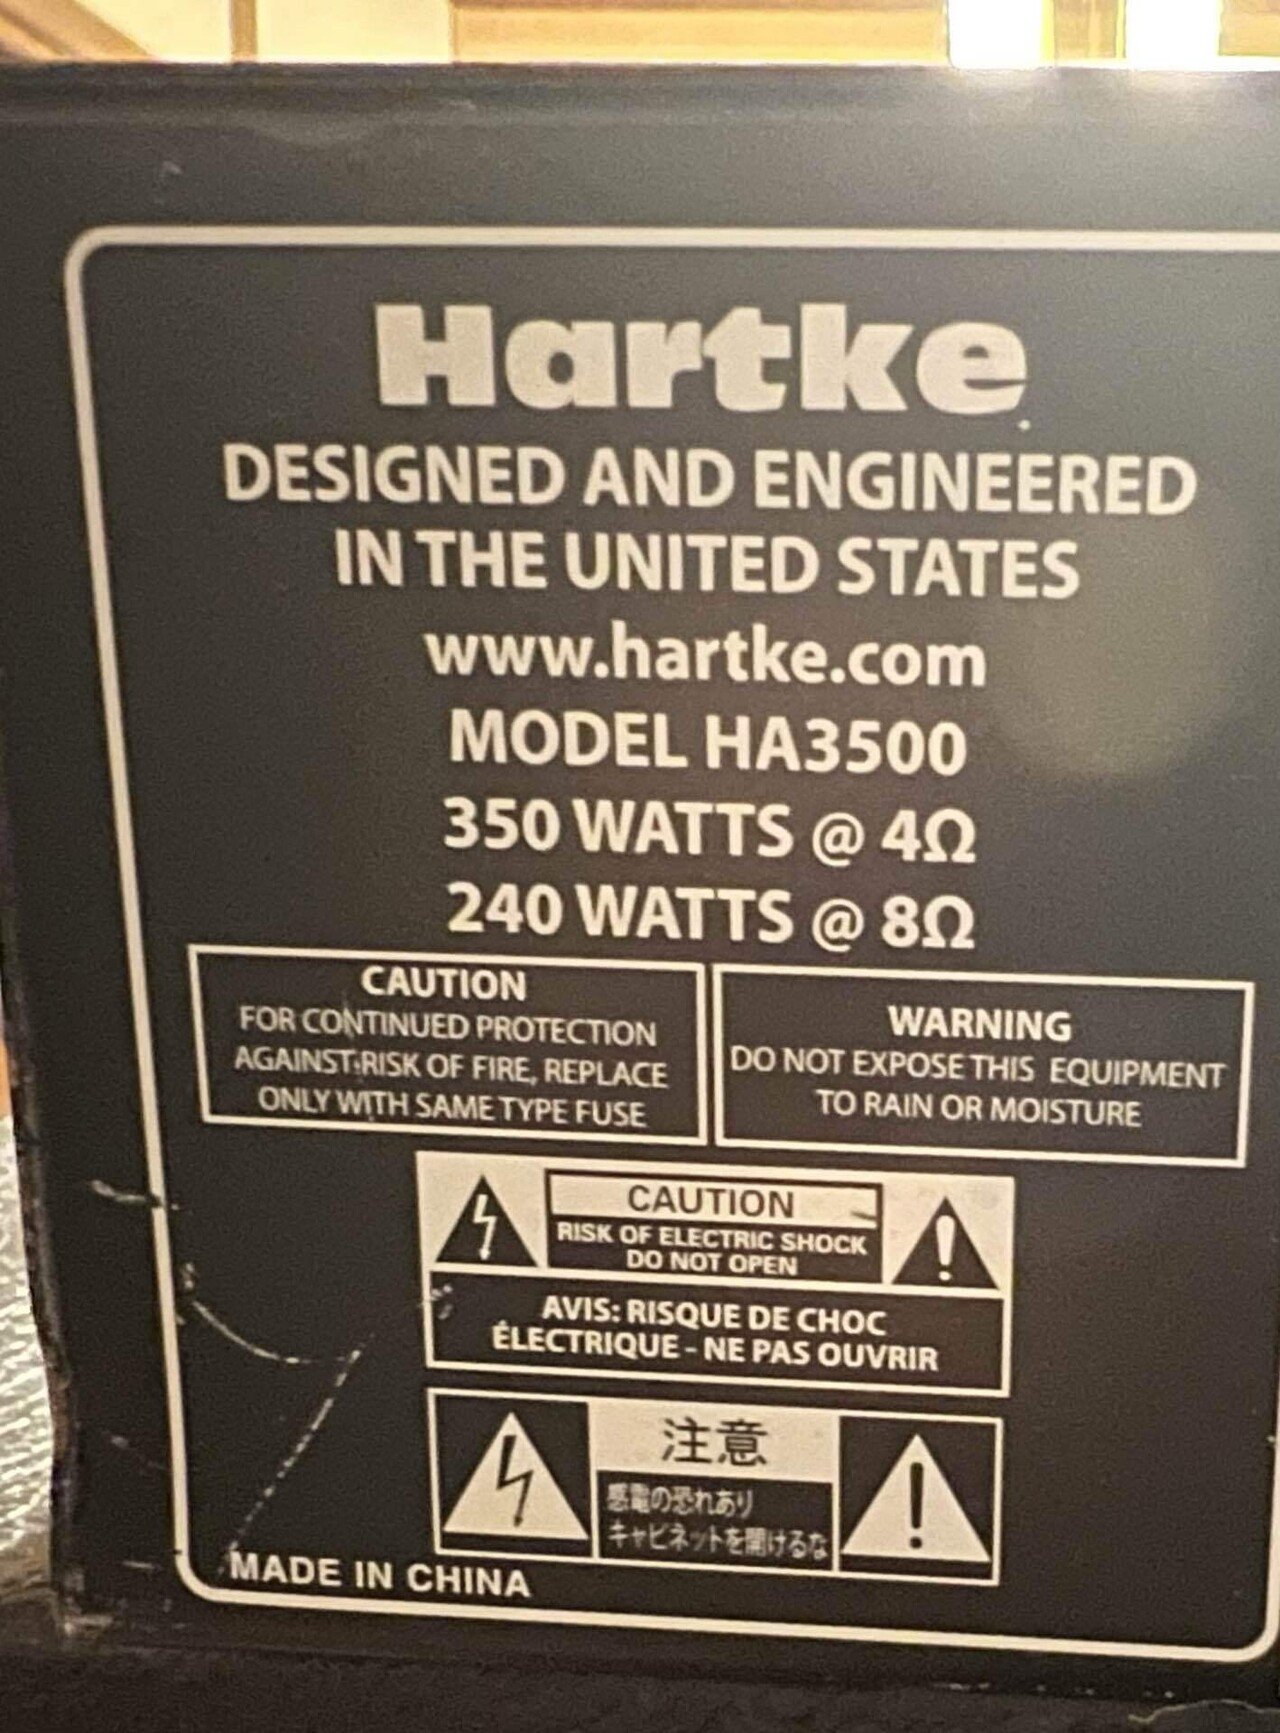 Hartke
DESIGNED AND ENGINEERED
IN THE UNITED STATES
www.hartke.com
MODEL HA3500
350 WATTS @ 4Ω
240 WATTS @ 8Ω
CAUTION
FOR CONTINUED PROTECTION
AGAINST RISK OF FIRE, REPLACE
ONLY WITH SAME TYPE FUSE
WARNING
DO NOT EXPOSE THIS EQUIPMENT
TO RAIN OR MOISTURE
CAUTION
RISK OF ELECTRIC SHOCK
DO NOT OPEN
AVIS: RISQUE DE CHOC
ÉLECTRIQUE - NE PAS OUVRIR
注意
感電の恐れあり
キャビネットを開けるな
MADE IN CHINA